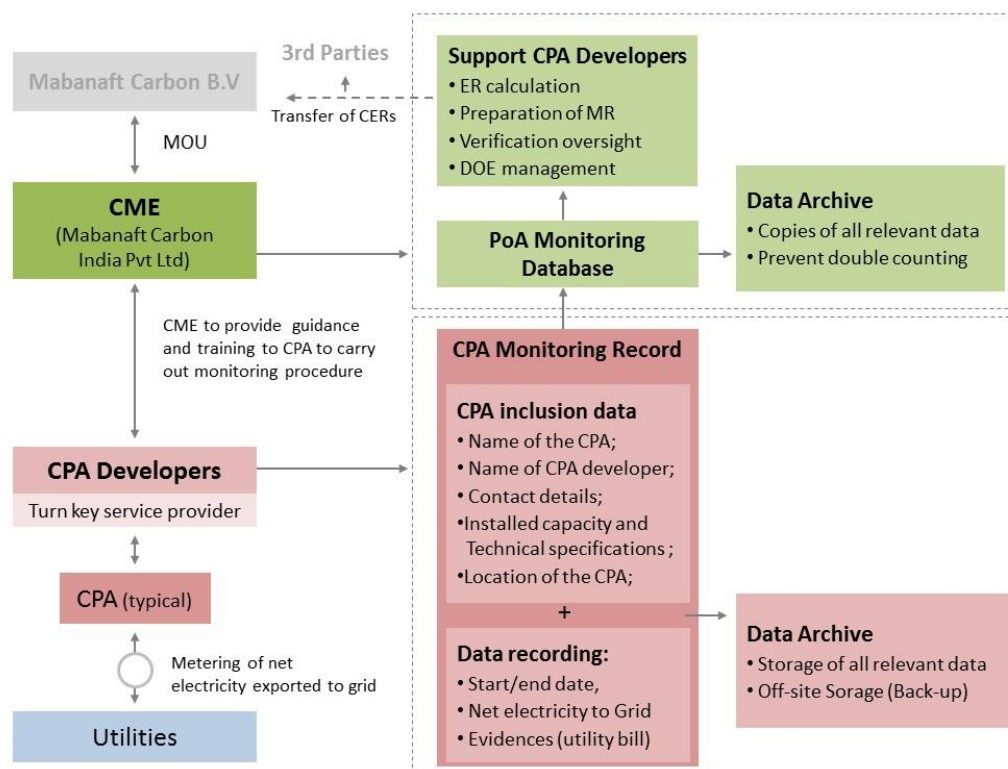 Mabanaft Carbon B.V
MOU
3rd Parties
Transfer of CERs
CME
(Mabanaft Carbon
India Pvt Ltd)
CME to provide guidance
and training to CPA to carry
out monitoring procedure
CPA Developers
Turn key service provider
CPA (typical)
Metering of net
electricity exported to grid
Utilities
Support CPA Developers
• ER calculation
• Preparation of MR
• Verification oversight
• DOE management
PoA Monitoring
Database
Data Archive
• Copies of all relevant data
• Prevent double counting
CPA Monitoring Record
CPA inclusion data
• Name of the CPA;
• Name of CPA developer;
• Contact details;
•Installed capacity and
Technical specifications ;
•Location of the CPA;
+
Data recording:
• Start/end date,
• Net electricity to Grid
• Evidences (utility bill)
Data Archive
• Storage of all relevant data
• Off-site Sorage (Back-up)